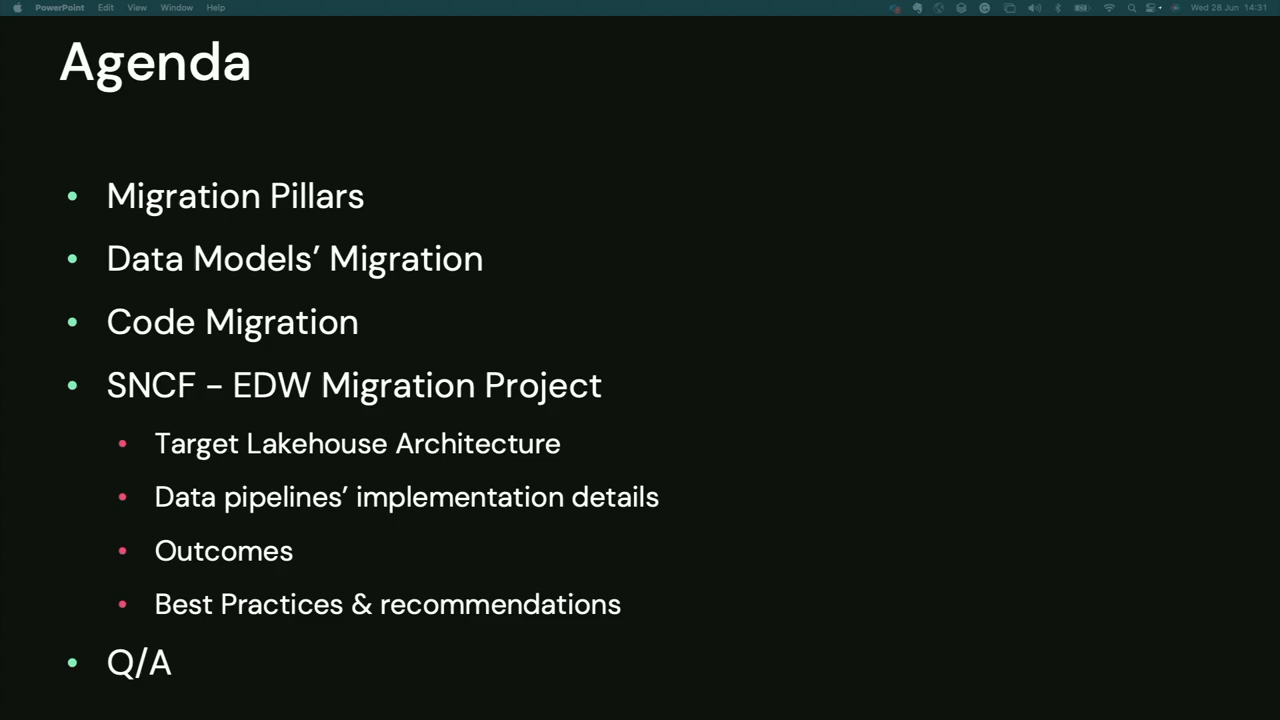 PowerPoint Edit View Window Help Wed 28 Jun 14:31
Agenda
• Migration Pillars
• Data Models’ Migration
• Code Migration
• SNCF – EDW Migration Project
• Target Lakehouse Architecture
• Data pipelines’ implementation details
• Outcomes
• Best Practices & recommendations
• Q/A